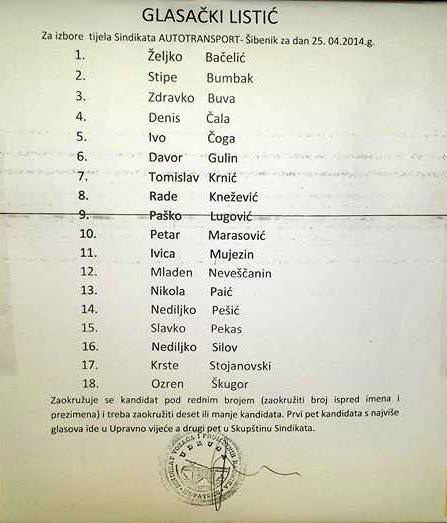 GLASAČKI LISTIĆ
Za izbore tijela Sindikata AUTOTRANSPORT- Šibenik za dan 25. 04.2014.g.
1. Željko Bačelić
2. Stipe Bumbak
3. Zdravko Buva
4. Denis Čala
5. Ivo Čoga
6. Davor Gulin
7. Tomislav Krnić
8. Rade Knežević
9. Paško Lugović
10. Petar Marasović
11. Ivica Mujezin
12. Mladen Neveščanin
13. Nikola Paić
14. Nediljko Pešić
15. Slavko Pekas
16. Nediljko Silov
17. Krste Stojanovski
18. Ozren Škugor
Zaokružuje se kandidat pod rednim brojem (zaokružiti broj ispred imena i
prezimena) i treba zaokružiti deset ili manje kandidata. Prvi pet kandidata s najviše
glasova ide u Upravno vijeće a drugi pet u Skupštinu Sindikata.